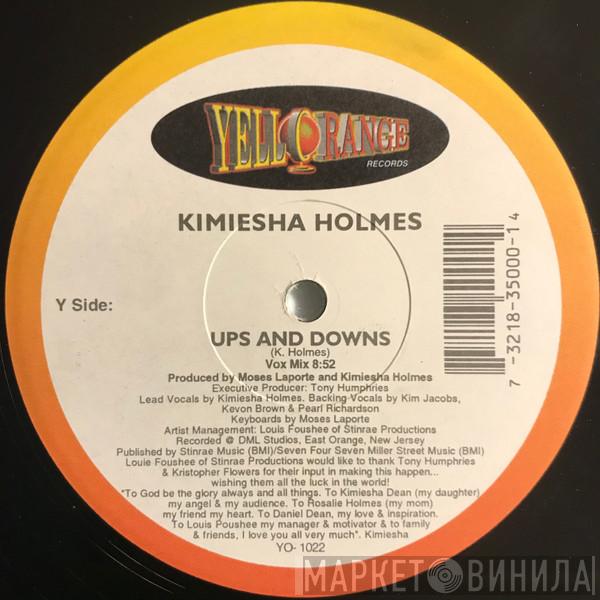 YELLORANGE
RECORDS
KIMIESHA HOLMES
Y Side:
UPS AND DOWNS
(K. Holmes)
Vox Mix 8:52
Produced by Moses Laporte and Kimiesha Holmes
Executive Producer: Tony Humphries
Lead Vocals by Kimiesha Holmes. Backing Vocals by Kim Jacobs,
Kevon Brown & Pearl Richardson
Keyboards by Moses Laporte
Artist Management: Louis Foushee of Stinrae Productions
Recorded @ DML Studios, East Orange, New Jersey
Published by Stinrae Music (BMI)/Seven Four Seven Miller Street Music (BMI)
Louie Foushee of Stinrae Productions would like to thank Tony Humphries
& Kristopher Flowers for their input in making this happen...
wishing them all the luck in the world!
"To God be the glory always and all things. To Kimiesha Dean (my daughter)
my angel & my audience. To Rosalie Holmes (my mom)
my friend my heart. To Daniel Dean, my love & inspiration.
To Louis Poushee my manager & motivator & to family
& friends, I love you all very much". Kimiesha
YO- 1022
7 - 3218 - 35000 - 1 4
МАРКЕТ ВИНИЛА